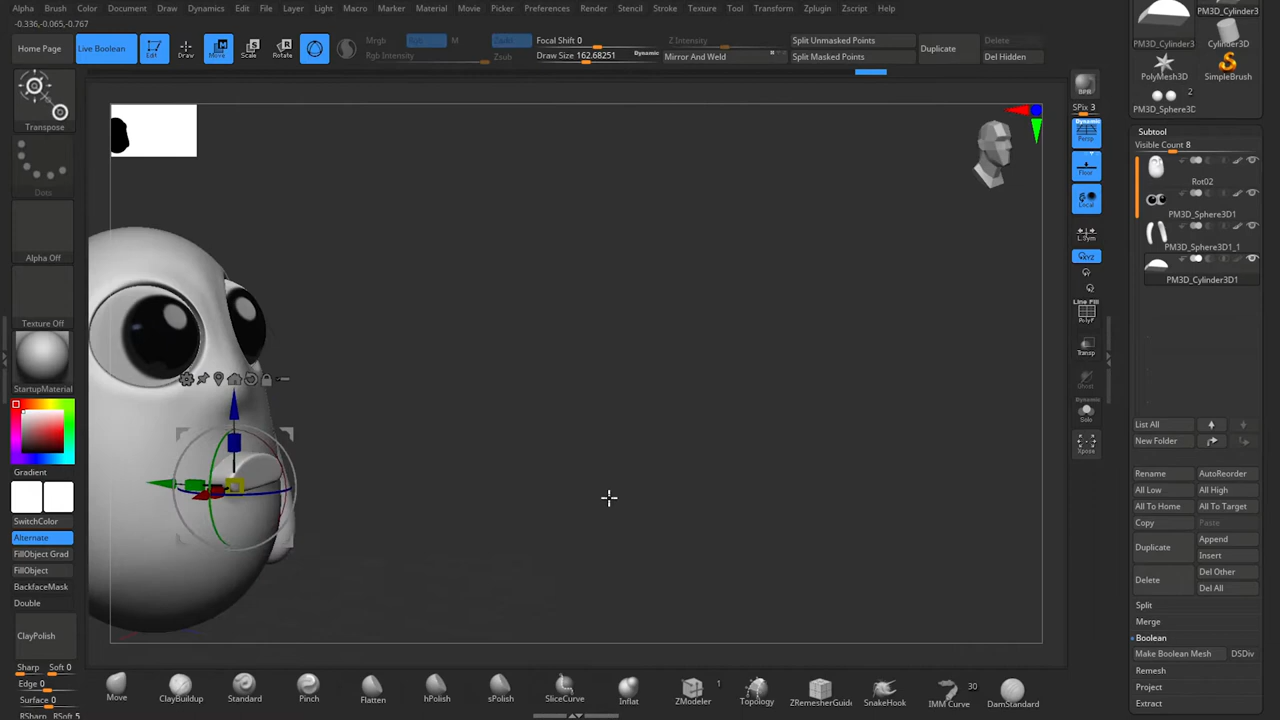 Alpha Brush Color Document Draw Dynamics Edit File Layer Light Macro Marker Material Movie Picker Preferences Render Stencil Stroke Texture Tool Transform Zplugin Zscript Help
-0.336,-0.065,-0.767
Home Page
Live Boolean
Edit
Draw
Move
Scale
Rotate
Mrgb
M
Zadd
Rgb Intensity
Zsub
Focal Shift 0
Draw Size 162.68251
Dynamic
Z Intensity
Mirror And Weld
Split Unmasked Points
Split Masked Points
Duplicate
Delete
Del Hidden
PM3D_Cylinder3
PM3D_Cylinder3
Cylinder3D
PolyMesh3D
SimpleBrush
2
PM3D_Sphere3D
Transpose
Dots
Alpha Off
Texture Off
StartupMaterial
Gradient
SwitchColor
Alternate
FillObject Grad
FillObject
BackfaceMask
Double
ClayPolish
Sharp Soft 0
Edge 0
Surface 0
RSharp RSoft 5
BPR
SPix 3
Dynamic
Persp
Floor
Local
L.Sym
XYZ
Line Fill
PolyF
Transp
Ghost
Dynamic
Solo
Xpose
Subtool
Visible Count 8
Rot02
PM3D_Sphere3D1
PM3D_Sphere3D1_1
PM3D_Cylinder3D1
List All
New Folder
Rename AutoReorder
All Low All High
All To Home All To Target
Copy Paste
Duplicate
Append
Insert
Delete
Del Other
Del All
Split
Merge
Boolean
Make Boolean Mesh DSDiv
Remesh
Project
Extract
Move
ClayBuildup
Standard
Pinch
Flatten
hPolish
sPolish
SliceCurve
Inflat
1
ZModeler
Topology
ZRemesherGuide
SnakeHook
30
IMM Curve
DamStandard